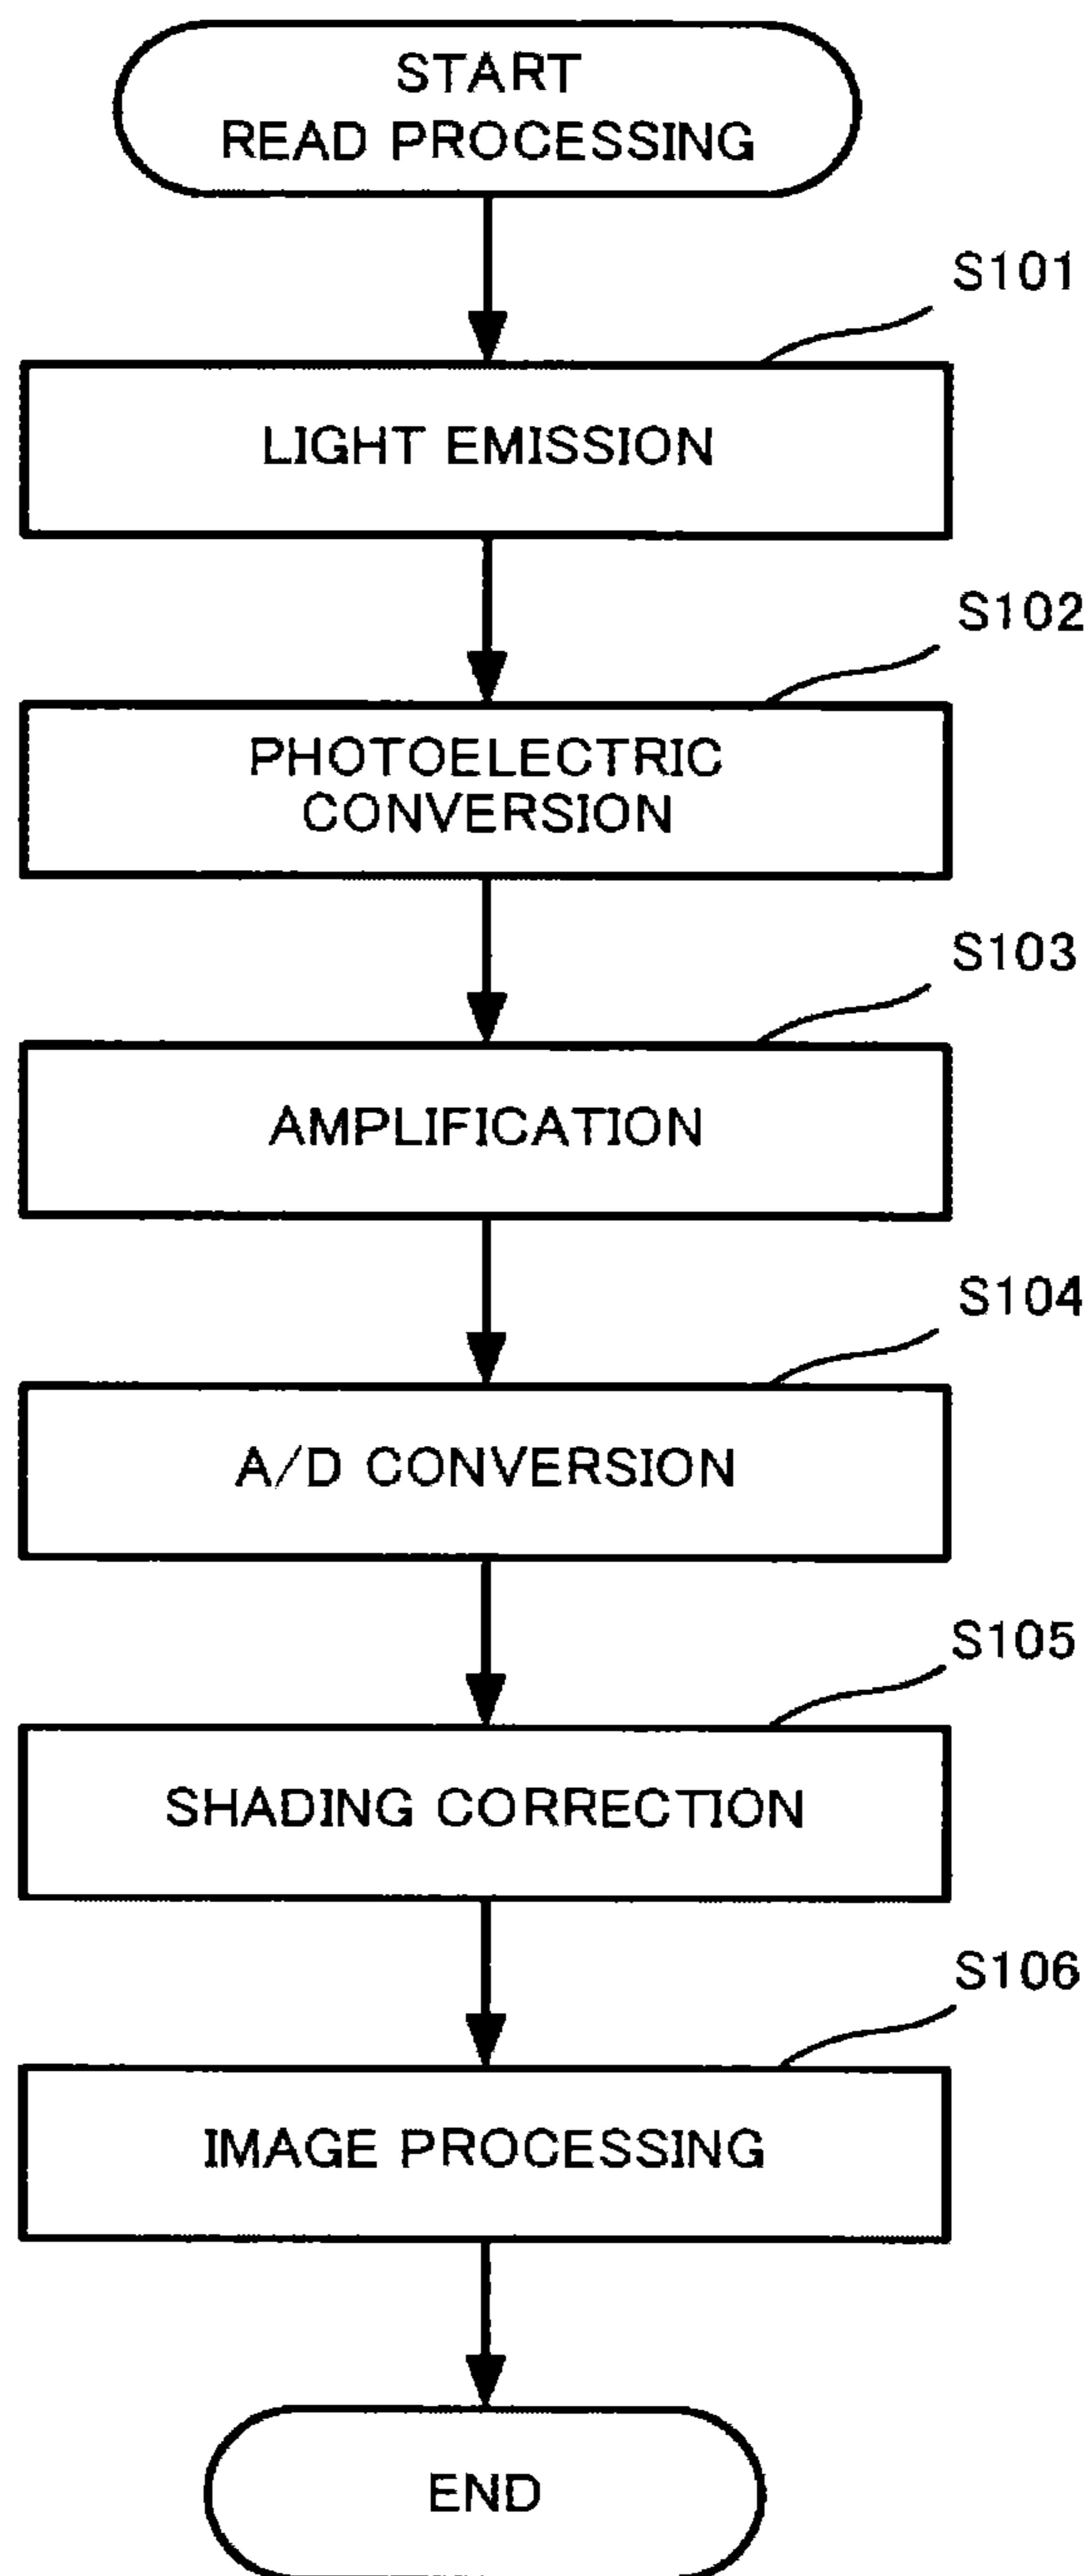 START
READ PROCESSING
S101
LIGHT EMISSION
S102
PHOTOELECTRIC
CONVERSION
S103
AMPLIFICATION
S104
A/D CONVERSION
S105
SHADING CORRECTION
S106
IMAGE PROCESSING
END